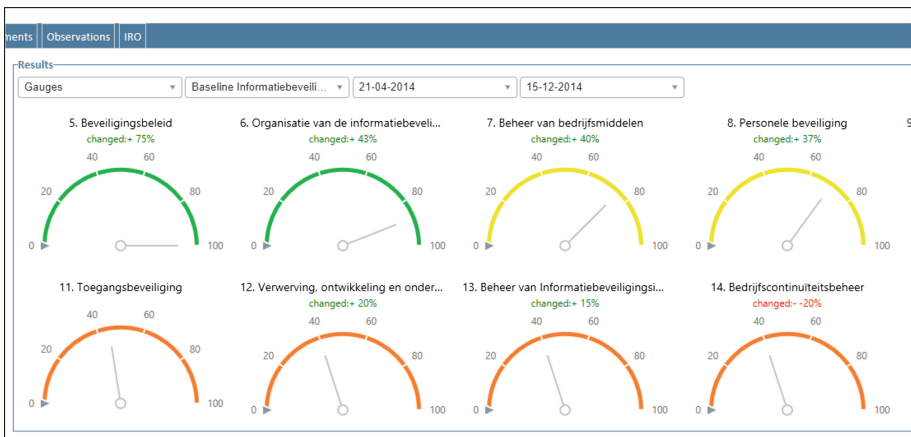 ments Observations IRO
Results
Gauges Baseline Informatiebeveili... 21-04-2014 15-12-2014
5. Beveiligingsbeleid
changed:+ 75%
0 20 40 60 80 100
6. Organisatie van de informatiebeveli...
changed:+ 43%
0 20 40 60 80 100
7. Beheer van bedrijfsmiddelen
changed:+ 40%
0 20 40 60 80 100
8. Personele beveiliging
changed:+ 37%
0 20 40 60 80 100
9
11. Toegangsbeveiliging
0 20 40 60 80 100
12. Verwerving, ontwikkeling en onder...
changed:+ 20%
0 20 40 60 80 100
13. Beheer van Informatiebeveiligingsi...
changed:+ 15%
0 20 40 60 80 100
14. Bedrijfscontinuïteitsbeheer
changed:- -20%
0 20 40 60 80 100